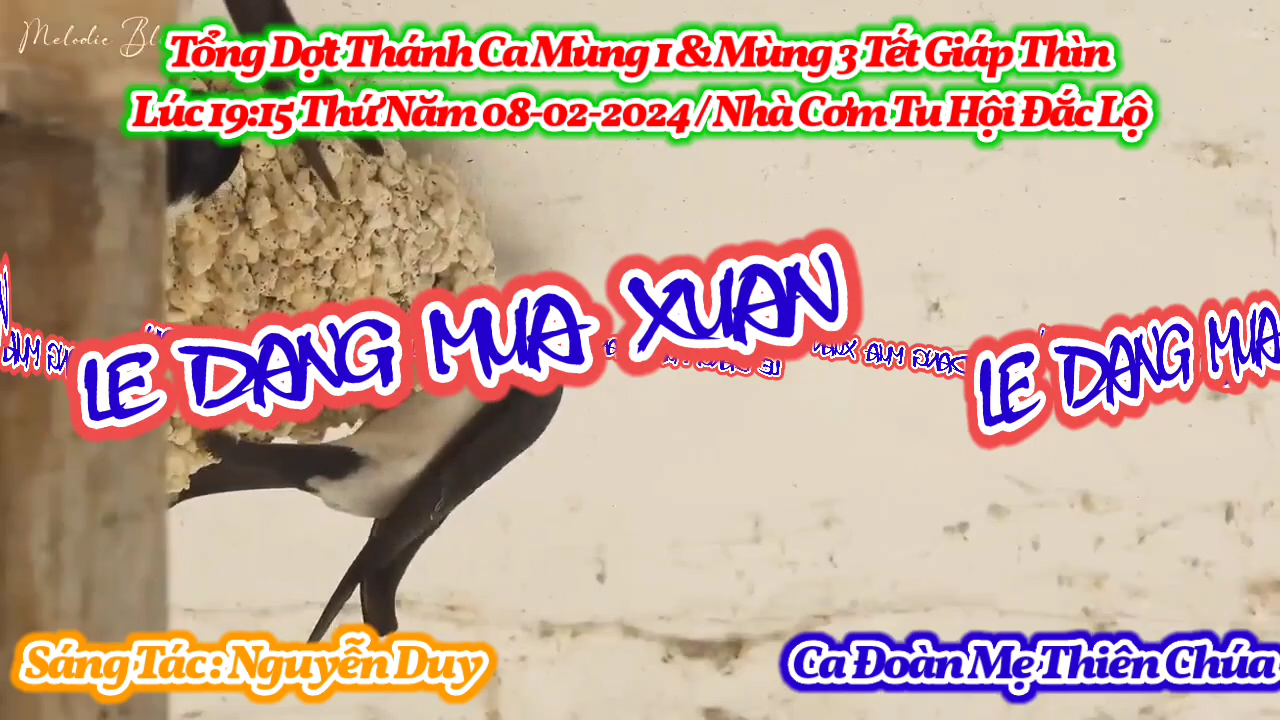 Melodie Bl
Tổng Dợt Thánh Ca Mùng 1 & Mùng 3 Tết Giáp Thìn
Lúc 19:15 Thứ Năm 08-02-2024 / Nhà Cơm Tu Hội Đắc Lộ
LE DANG MUA XUAN
LE DANG MUA
Sáng Tác : Nguyễn Duy
Ca Đoàn Mẹ Thiên Chúa